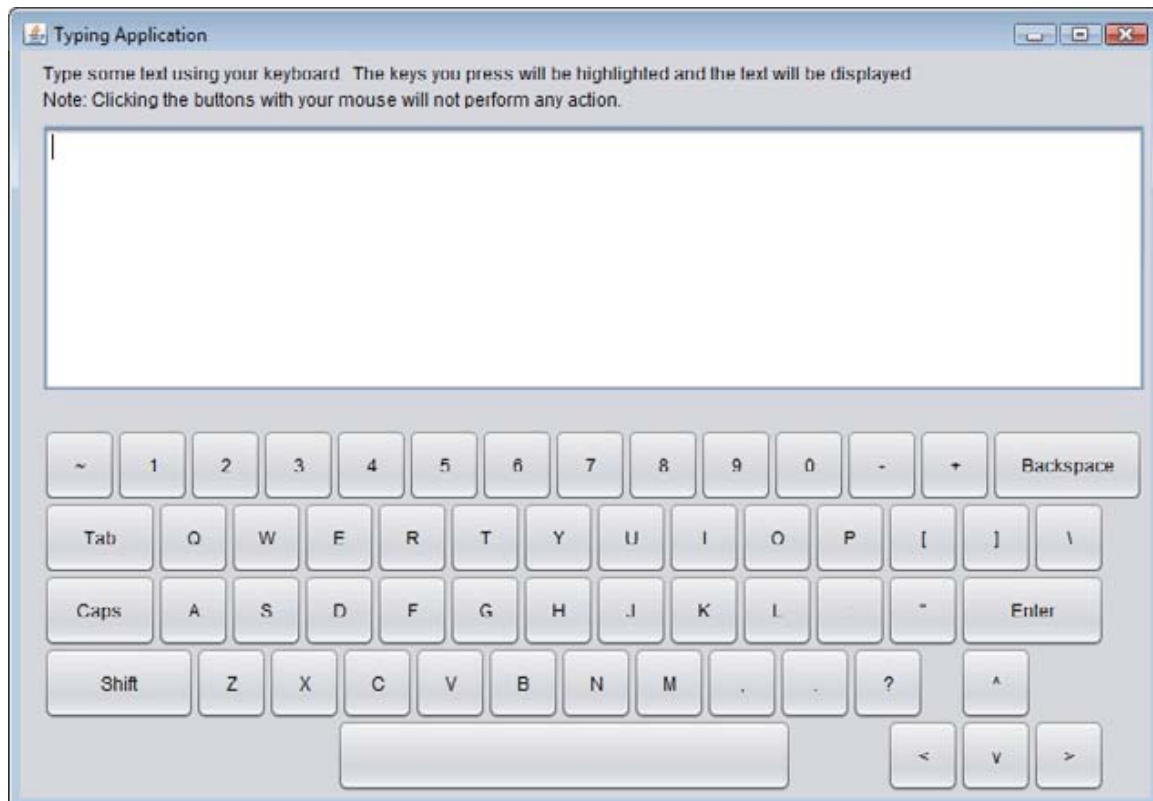 Typing Application
Type some text using your keyboard. The keys you press will be highlighted and the text will be displayed.
Note: Clicking the buttons with your mouse will not perform any action.
~ 1 2 3 4 5 6 7 8 9 0 - + Backspace
Tab Q W E R T Y U I O P [ ] \
Caps A S D F G H J K L " Enter
Shift Z X C V B N M , . ? ^
< v >